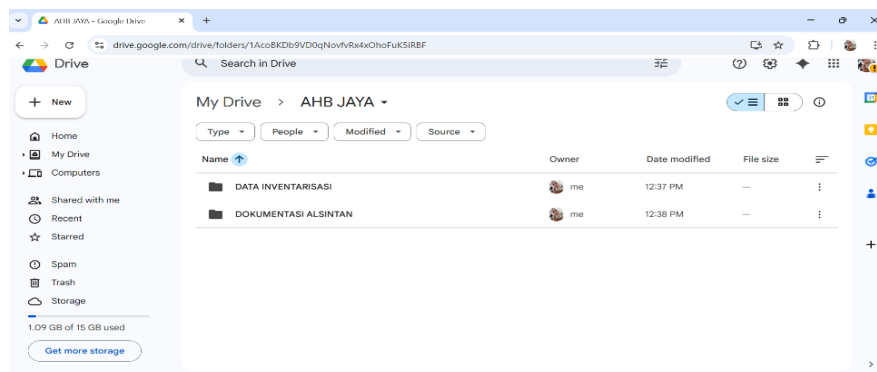 AHB JAYA - Google Drive
drive.google.com/drive/folders/1AcoBKDb9VD0qNovfvRx4xOhoFuK5iRBF
Drive
Search in Drive
New
My Drive > AHB JAYA
Type People Modified Source
Home
My Drive
Computers
Shared with me
Recent
Starred
Spam
Trash
Storage
1.09 GB of 15 GB used
Get more storage
Name Owner Date modified File size
DATA INVENTARISASI me 12:37 PM —
DOKUMENTASI ALSINTAN me 12:38 PM —